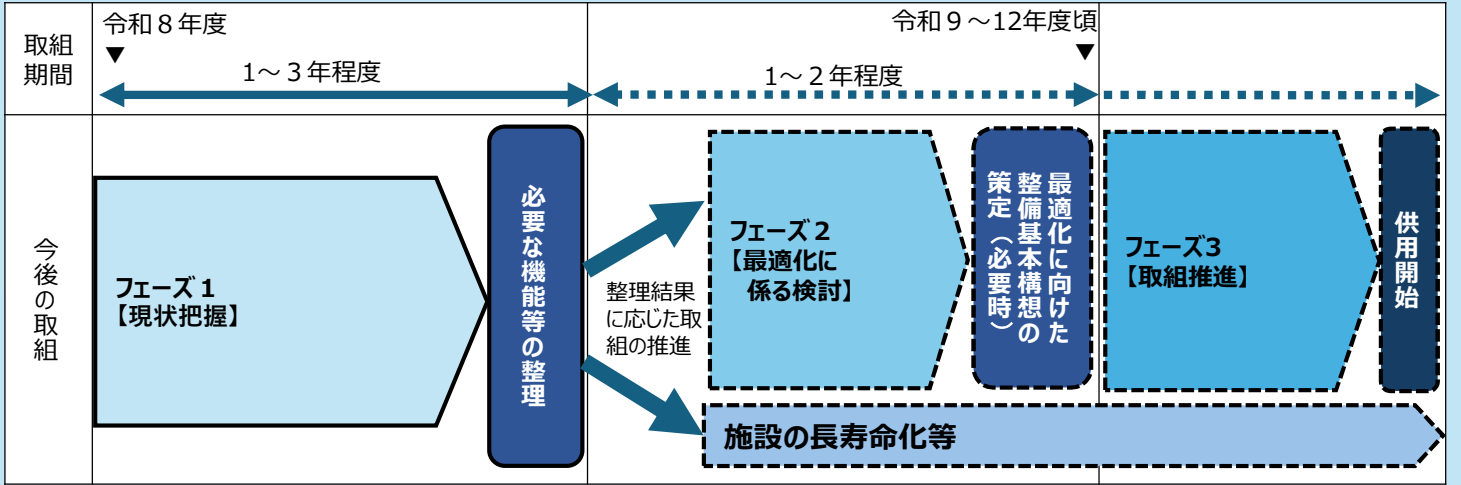 取組
期間
令和８年度
▼
1～３年程度
令和９～12年度頃
▼
1～２年程度
今後の取組
フェーズ１
【現状把握】
必要な機能等の整理
整理結果
に応じた取
組の推進
フェーズ２
【最適化に
係る検討】
最適化に向けた
整備基本構想の
策定（必要時）
フェーズ3
【取組推進】
供用開始
施設の長寿命化等